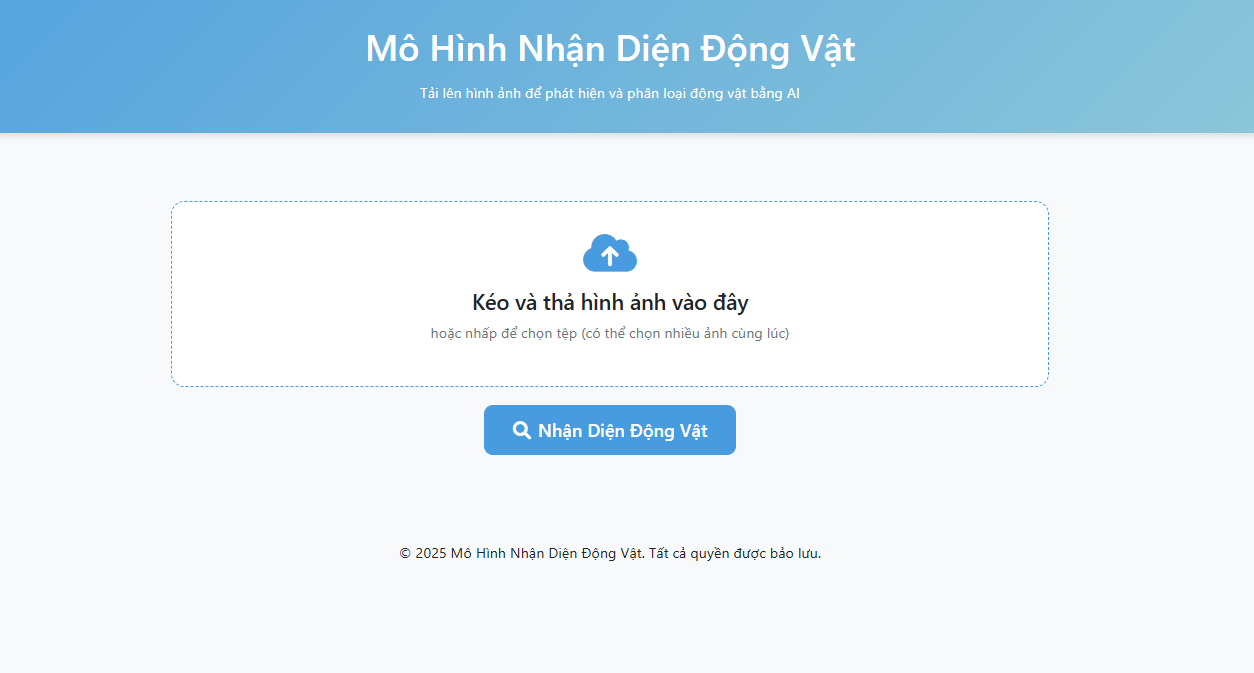 Mô Hình Nhận Diện Động Vật
Tải lên hình ảnh để phát hiện và phân loại động vật bằng AI
Kéo và thả hình ảnh vào đây
hoặc nhấp để chọn tệp (có thể chọn nhiều ảnh cùng lúc)
Nhận Diện Động Vật
© 2025 Mô Hình Nhận Diện Động Vật. Tất cả quyền được bảo lưu.